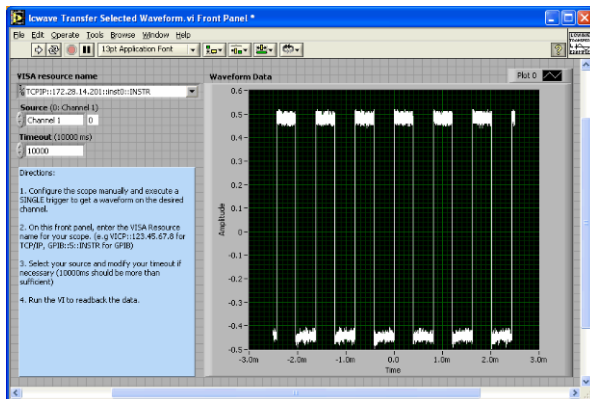 lcwave Transfer Selected Waveform.vi Front Panel *
File Edit Operate Tools Browse Window Help
13pt Application Font
VISA resource name
TCPIP::172.28.14.201::inst0::INSTR
Source (0: Channel 1)
Channel 1 0
Timeout (10000 ms)
10000
Directions:
1. Configure the scope manually and execute a
SINGLE trigger to get a waveform on the desired
channel.
2. On this front panel, enter the VISA Resource
name for your scope. (e.g VICP::123.45.67.8 for
TCP/IP, GPIB::5::INSTR for GPIB)
3. Select your source and modify your timeout if
necessary (10000ms should be more than
sufficient)
4. Run the VI to readback the data.
Waveform Data
Plot 0
Amplitude
0.6
0.5
0.4
0.3
0.2
0.1
0
-0.1
-0.2
-0.3
-0.4
-0.5
-3.0m -2.0m -1.0m 0.0 1.0m 2.0m 3.0m
Time